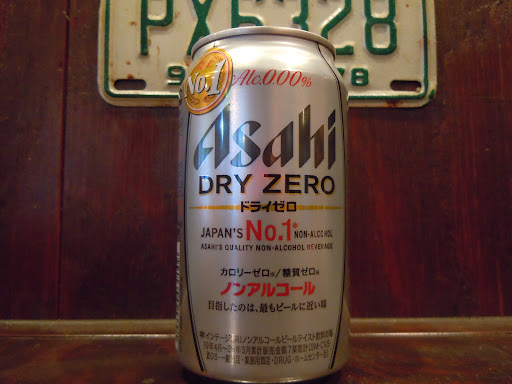 PX6328
No.1
Alc.0.00%
Asahi
DRY ZERO
ドライゼロ
JAPAN'S No.1※ NON-ALCOHOL
ASAHI'S QUALITY NON-ALCOHOL BEVERAGE
カロリーゼロ※/糖質ゼロ※
ノンアルコール
目指したのは、最もビールに近い味